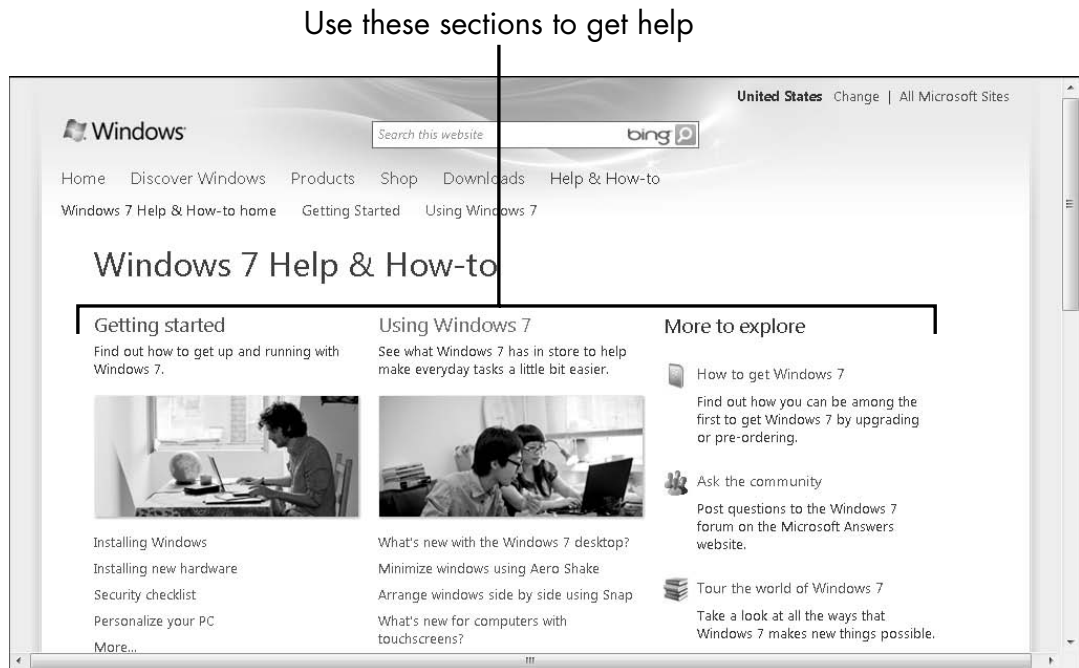 Use these sections to get help
United States Change | All Microsoft Sites
Windows
Search this website bing
Home Discover Windows Products Shop Downloads Help & How-to
Windows 7 Help & How-to home Getting Started Using Windows 7
Windows 7 Help & How-to
Getting started
Find out how to get up and running with
Windows 7.
Installing Windows
Installing new hardware
Security checklist
Personalize your PC
More...
Using Windows 7
See what Windows 7 has in store to help
make everyday tasks a little bit easier.
What's new with the Windows 7 desktop?
Minimize windows using Aero Shake
Arrange windows side by side using Snap
What's new for computers with
touchscreens?
More to explore
How to get Windows 7
Find out how you can be among the
first to get Windows 7 by upgrading
or pre-ordering.
Ask the community
Post questions to the Windows 7
forum on the Microsoft Answers
website.
Tour the world of Windows 7
Take a look at all the ways that
Windows 7 makes new things possible.